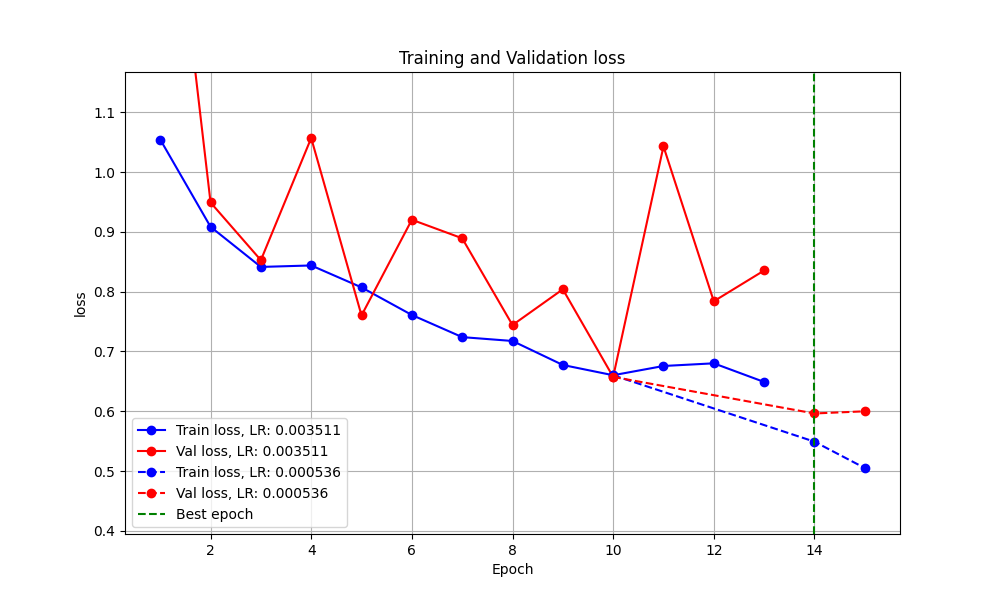 Training and Validation loss
loss
1.1
1.0
0.9
0.8
0.7
0.6
0.5
0.4
Train loss, LR: 0.003511
Val loss, LR: 0.003511
Train loss, LR: 0.000536
Val loss, LR: 0.000536
Best epoch
2 4 6 8 10 12 14
Epoch